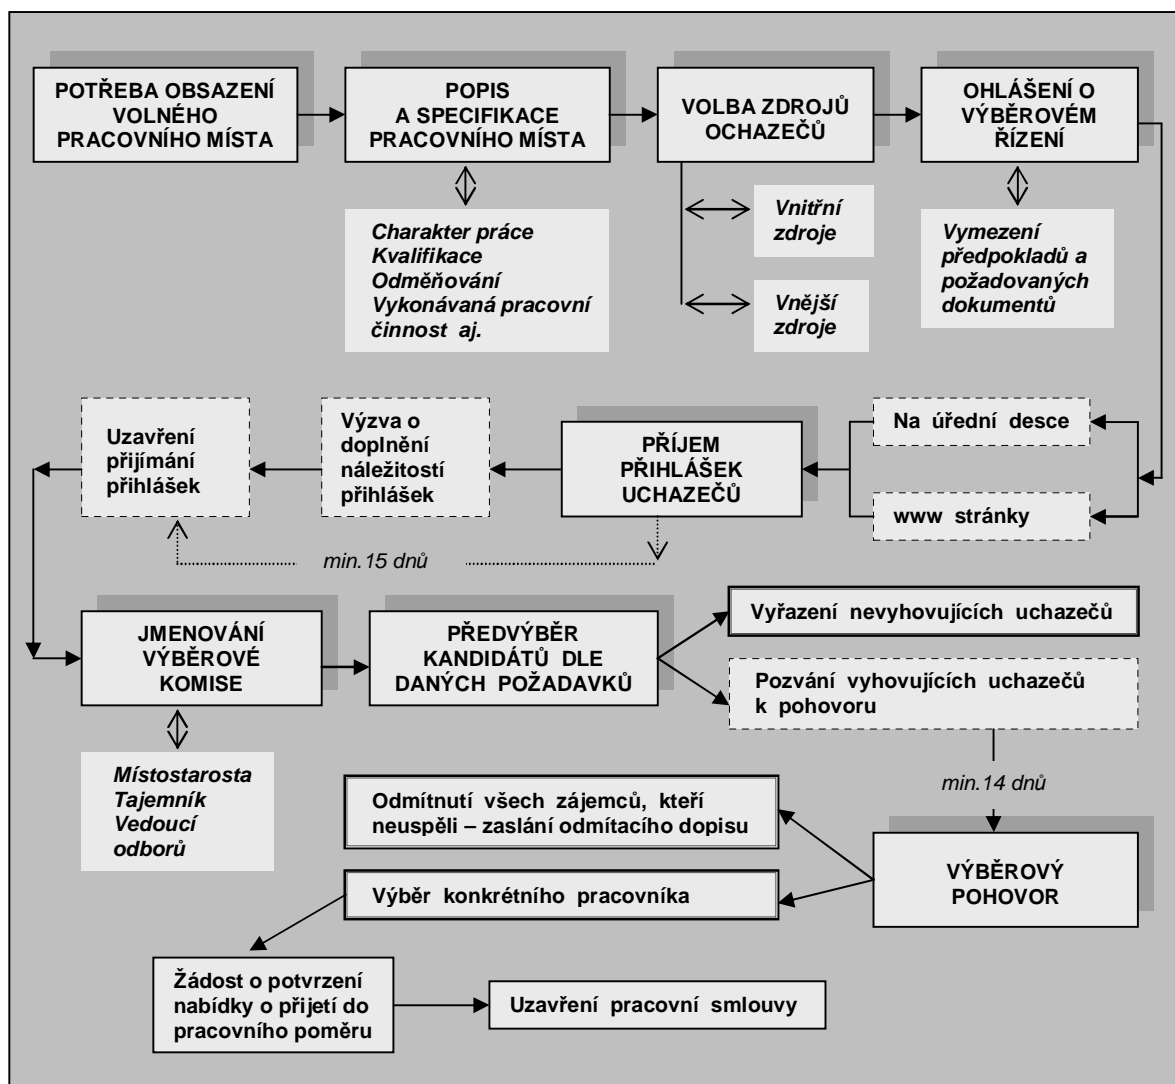 POTŘEBA OBSAZENÍ
VOLNÉHO
PRACOVNÍHO MÍSTA
POPIS
A SPECIFIKACE
PRACOVNÍHO MÍSTA
VOLBA ZDROJŮ
OCHAZEČŮ
OHLÁŠENÍ O
VÝBĚROVÉM
ŘÍZENÍ
Charakter práce
Kvalifikace
Odměňování
Vykonávaná pracovní
činnost aj.
Vnitřní
zdroje
Vnější
zdroje
Vymezení
předpokladů a
požadovaných
dokumentů
Na úřední desce
www stránky
PŘÍJEM
PŘIHLÁŠEK
UCHAZEČŮ
Výzva o
doplnění
náležitostí
přihlášek
Uzavření
přijímání
přihlášek
min.15 dnů
JMENOVÁNÍ
VÝBĚROVÉ
KOMISE
PŘEDVÝBĚR
KANDIDÁTŮ DLE
DANÝCH POŽADAVKŮ
Vyřazení nevyhovujících uchazečů
Pozvání vyhovujících uchazečů
k pohovoru
Místostarosta
Tajemník
Vedoucí
odborů
min.14 dnů
VÝBĚROVÝ
POHOVOR
Odmítnutí všech zájemců, kteří
neuspěli – zaslání odmítacího dopisu
Výběr konkrétního pracovníka
Žádost o potvrzení
nabídky o přijetí do
pracovního poměru
Uzavření pracovní smlouvy